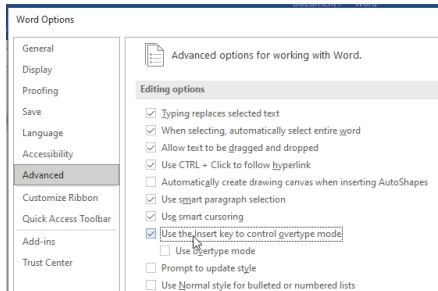 Word Options
General
Display
Proofing
Save
Language
Accessibility
Advanced
Customize Ribbon
Quick Access Toolbar
Add-ins
Trust Center
Advanced options for working with Word.
Editing options
Typing replaces selected text
When selecting, automatically select entire word
Allow text to be dragged and dropped
Use CTRL + Click to follow hyperlink
Automatically create drawing canvas when inserting AutoShapes
Use smart paragraph selection
Use smart cursoring
Use the Insert key to control overtype mode
Use overtype mode
Prompt to update style
Use Normal style for bulleted or numbered lists